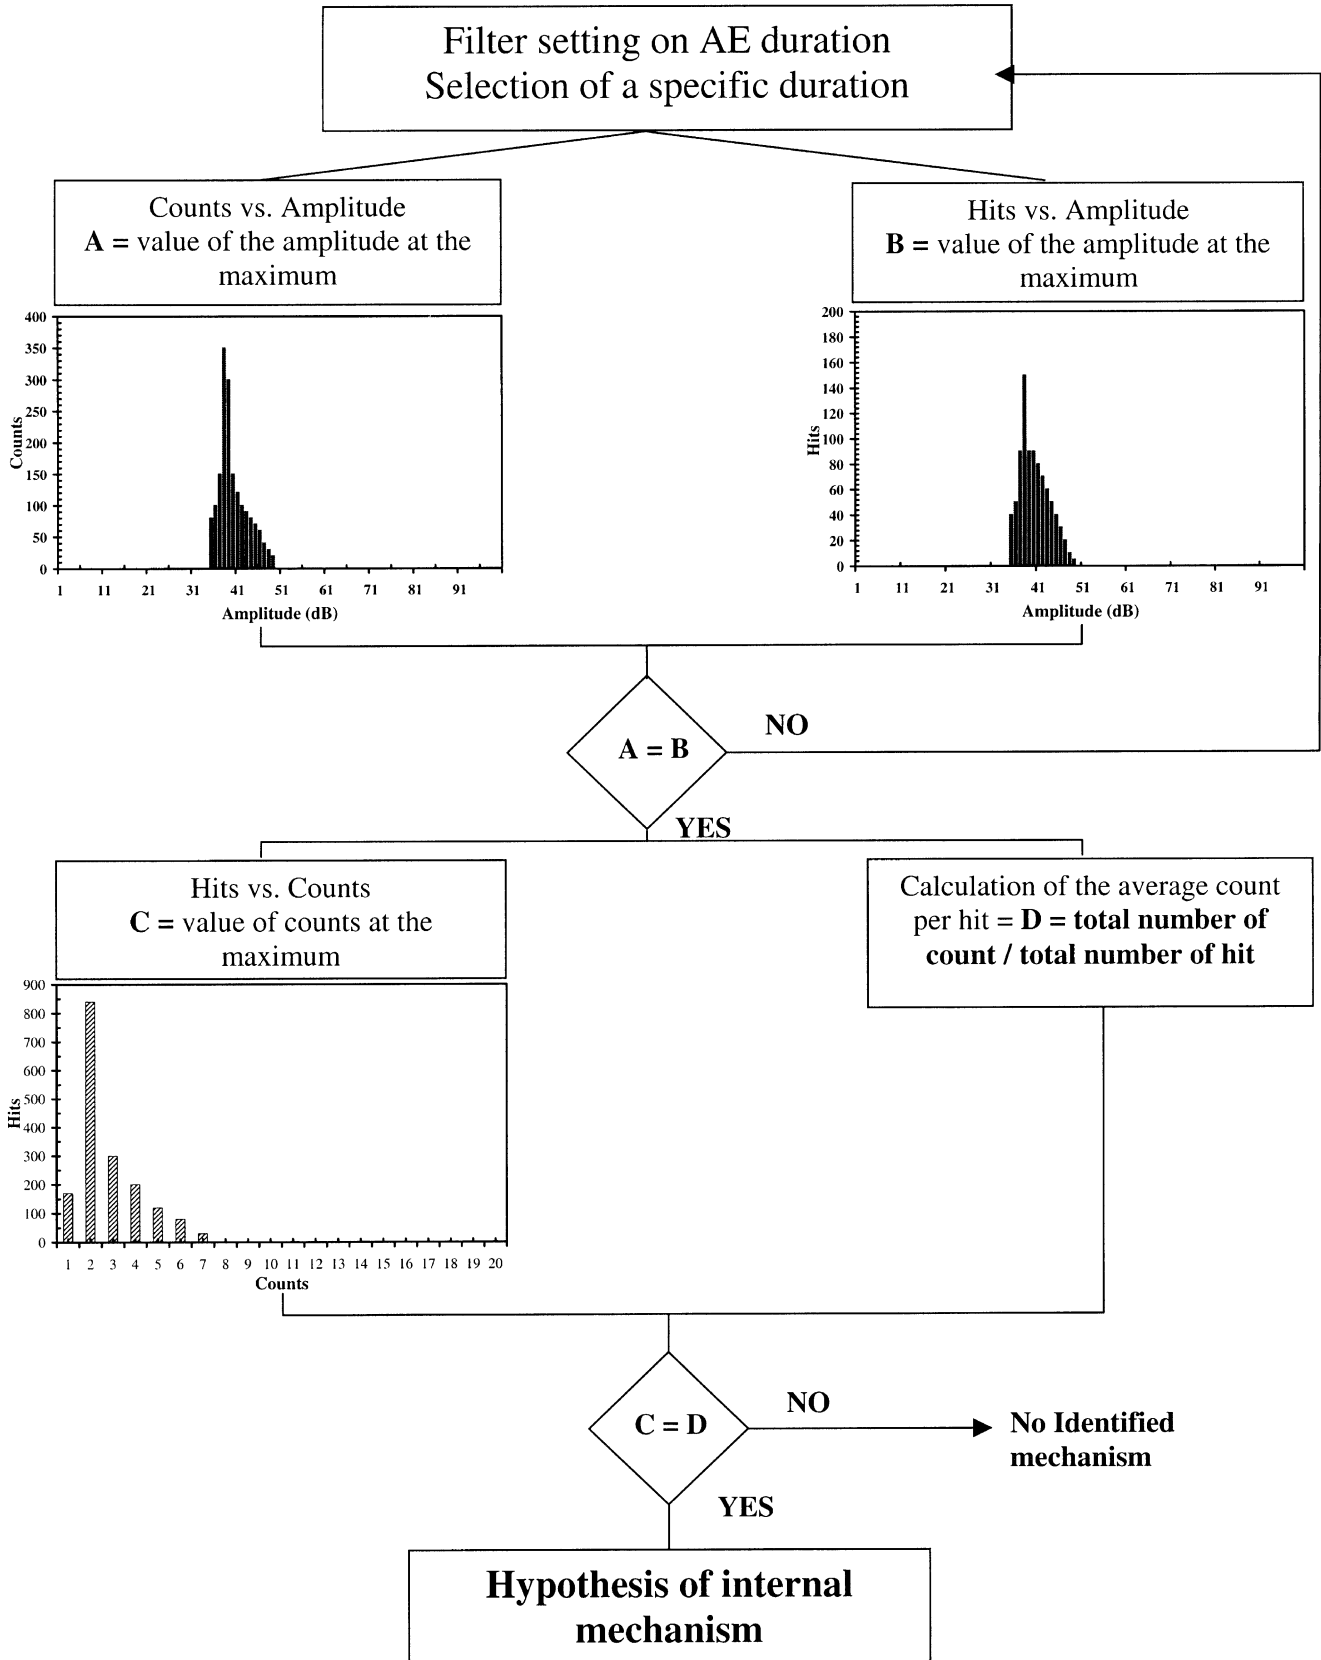 Filter setting on AE duration
Selection of a specific duration
Counts vs. Amplitude
A = value of the amplitude at the
maximum
Hits vs. Amplitude
B = value of the amplitude at the
maximum
400
350
300
250
200
150
100
50
0
Counts
1 11 21 31 41 51 61 71 81 91
Amplitude (dB)
200
180
160
140
120
100
80
60
40
20
0
Hits
1 11 21 31 41 51 61 71 81 91
Amplitude (dB)
A = B
NO
YES
Hits vs. Counts
C = value of counts at the
maximum
Calculation of the average count
per hit = D = total number of
count / total number of hit
900
800
700
600
500
400
300
200
100
0
Hits
1 2 3 4 5 6 7 8 9 10 11 12 13 14 15 16 17 18 19 20
Counts
C = D
NO
No Identified
mechanism
YES
Hypothesis of internal
mechanism